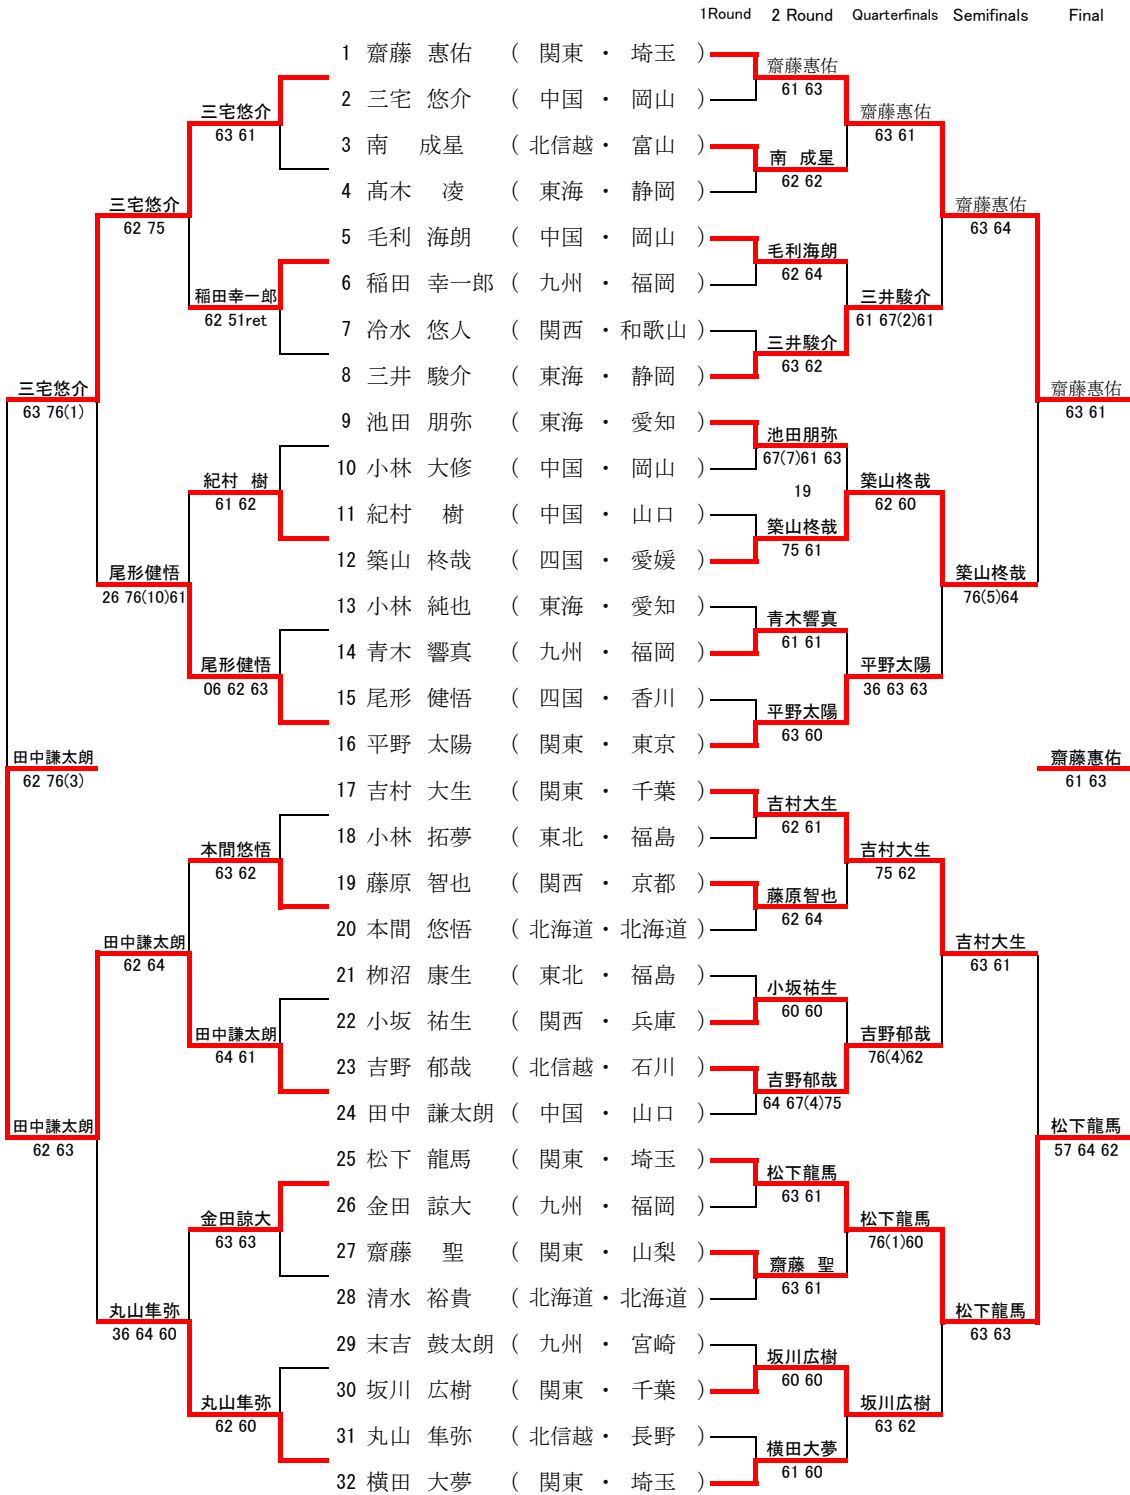 1Round 2 Round Quarterfinals Semifinals Final
1 齋藤 惠佑 ( 関東 ・ 埼玉 )
齋藤惠佑
61 63
2 三宅 悠介 ( 中国 ・ 岡山 )
三宅悠介
63 61
齋藤惠佑
63 61
3 南 成星 ( 北信越・ 富山 )
南 成星
62 62
4 髙木 凌 ( 東海 ・ 静岡 )
三宅悠介
62 75
齋藤惠佑
63 64
5 毛利 海朗 ( 中国 ・ 岡山 )
毛利海朗
62 64
6 稲田 幸一郎 ( 九州 ・ 福岡 )
稲田幸一郎
62 51ret
三井駿介
61 67(2)61
7 冷水 悠人 ( 関西 ・和歌山 )
三井駿介
63 62
8 三井 駿介 ( 東海 ・ 静岡 )
三宅悠介
63 76(1)
齋藤惠佑
63 61
9 池田 朋弥 ( 東海 ・ 愛知 )
池田朋弥
67(7)61 63
10 小林 大修 ( 中国 ・ 岡山 )
紀村 樹
61 62
19
築山柊哉
62 60
11 紀村 樹 ( 中国 ・ 山口 )
築山柊哉
75 61
12 築山 柊哉 ( 四国 ・ 愛媛 )
尾形健悟
26 76(10)61
築山柊哉
76(5)64
13 小林 純也 ( 東海 ・ 愛知 )
青木響真
61 61
14 青木 響真 ( 九州 ・ 福岡 )
尾形健悟
06 62 63
平野太陽
36 63 63
15 尾形 健悟 ( 四国 ・ 香川 )
平野太陽
63 60
16 平野 太陽 ( 関東 ・ 東京 )
田中謙太朗
62 76(3)
齋藤惠佑
61 63
17 吉村 大生 ( 関東 ・ 千葉 )
吉村大生
62 61
18 小林 拓夢 ( 東北 ・ 福島 )
本間悠悟
63 62
吉村大生
75 62
19 藤原 智也 ( 関西 ・ 京都 )
藤原智也
62 64
20 本間 悠悟 ( 北海道・北海道 )
田中謙太朗
62 64
吉村大生
63 61
21 栁沼 康生 ( 東北 ・ 福島 )
小坂祐生
60 60
22 小坂 祐生 ( 関西 ・ 兵庫 )
田中謙太朗
64 61
吉野郁哉
76(4)62
23 吉野 郁哉 ( 北信越・ 石川 )
吉野郁哉
64 67(4)75
24 田中 謙太朗 ( 中国 ・ 山口 )
田中謙太朗
62 63
松下龍馬
57 64 62
25 松下 龍馬 ( 関東 ・ 埼玉 )
松下龍馬
63 61
26 金田 諒大 ( 九州 ・ 福岡 )
金田諒大
63 63
松下龍馬
76(1)60
27 齋藤 聖 ( 関東 ・ 山梨 )
齋藤 聖
63 61
28 清水 裕貴 ( 北海道・北海道 )
丸山隼弥
36 64 60
松下龍馬
63 63
29 末吉 鼓太朗 ( 九州 ・ 宮崎 )
坂川広樹
60 60
30 坂川 広樹 ( 関東 ・ 千葉 )
丸山隼弥
62 60
坂川広樹
63 62
31 丸山 隼弥 ( 北信越・ 長野 )
横田大夢
61 60
32 横田 大夢 ( 関東 ・ 埼玉 )